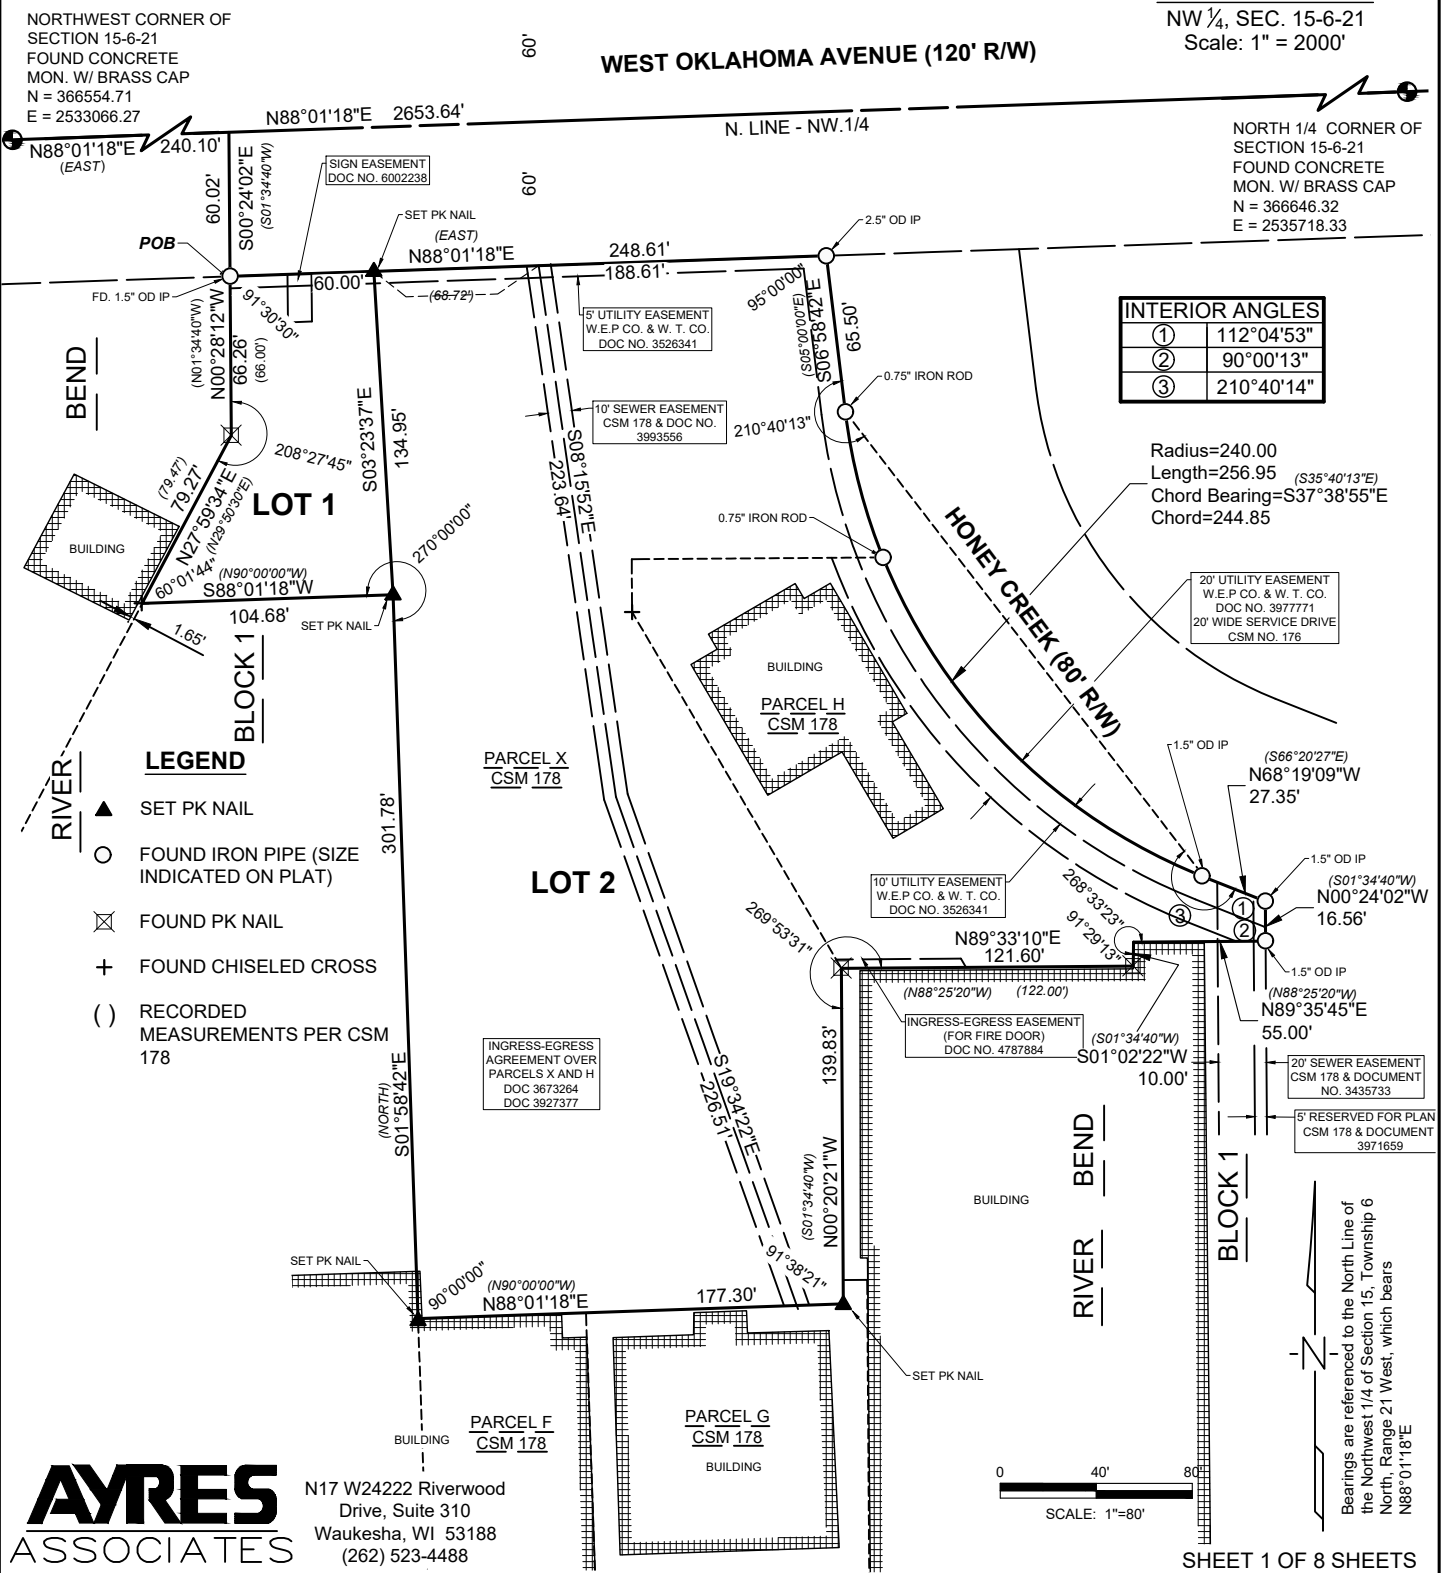 NORTHWEST CORNER OF
SECTION 15-6-21
FOUND CONCRETE
MON. W/ BRASS CAP
N = 366554.71
E = 2533066.27
60'
WEST OKLAHOMA AVENUE (120' R/W)
NW 1/4, SEC. 15-6-21
Scale: 1" = 2000'
N88°01'18"E 2653.64'
N. LINE - NW.1/4
N88°01'18"E 240.10'
(EAST)
NORTH 1/4 CORNER OF
SECTION 15-6-21
FOUND CONCRETE
MON. W/ BRASS CAP
N = 366646.32
E = 2535718.33
60.02'
S00°24'02"E
(S01°34'40"W)
SIGN EASEMENT
DOC NO. 6002238
60'
SET PK NAIL
2.5" OD IP
POB
(EAST)
N88°01'18"E
248.61'
188.61'
60.00'
(68.72')
FD. 1.5" OD IP
91°30'30"
95°00'00"
(N01°34'40"W)
N00°28'12"W
66.26'
(66.00')
5' UTILITY EASEMENT
W.E.P CO. & W. T. CO.
DOC NO. 3526341
(S05°00'00"E)
S06°58'42"E
65.50'
INTERIOR ANGLES
1 112°04'53"
2 90°00'13"
3 210°40'14"
BEND
0.75" IRON ROD
S03°23'37"E
134.95'
10' SEWER EASEMENT
CSM 178 & DOC NO.
3993556
210°40'13"
208°27'45"
S08°15'52"E
223.64'
Radius=240.00
Length=256.95 (S35°40'13"E)
Chord Bearing=S37°38'55"E
Chord=244.85
(79.47')
79.27'
N27°59'34"E
(N29°50'30"E)
LOT 1
BUILDING
0.75" IRON ROD
270°00'00"
HONEY CREEK (80' R/W)
60°01'44"
(N90°00'00"W)
S88°01'18"W
104.68'
SET PK NAIL
1.65'
20' UTILITY EASEMENT
W.E.P CO. & W. T. CO.
DOC NO. 3977771
20' WIDE SERVICE DRIVE
CSM NO. 176
BLOCK 1
BUILDING
PARCEL H
CSM 178
RIVER
LEGEND
SET PK NAIL
FOUND IRON PIPE (SIZE
INDICATED ON PLAT)
FOUND PK NAIL
FOUND CHISELED CROSS
( ) RECORDED
MEASUREMENTS PER CSM
178
PARCEL X
CSM 178
1.5" OD IP
(S66°20'27"E)
N68°19'09"W
27.35'
301.78'
LOT 2
1.5" OD IP
(S01°34'40"W)
N00°24'02"W
16.56'
10' UTILITY EASEMENT
W.E.P CO. & W. T. CO.
DOC NO. 3526341
268°33'23"
91°29'13"
3
1
2
269°53'31"
N89°33'10"E
121.60'
(N88°25'20"W) (122.00')
1.5" OD IP
(N88°25'20"W)
N89°35'45"E
55.00'
INGRESS-EGRESS EASEMENT
(FOR FIRE DOOR)
DOC NO. 4787884
(S01°34'40"W)
S01°02'22"W
10.00'
INGRESS-EGRESS
AGREEMENT OVER
PARCELS X AND H
DOC 3673264
DOC 3927377
139.83'
20' SEWER EASEMENT
CSM 178 & DOCUMENT
NO. 3435733
(NORTH)
S01°58'42"E
S19°34'22"E
226.51'
5' RESERVED FOR PLAN
CSM 178 & DOCUMENT
3971659
(S01°34'40"W)
N00°20'21"W
BEND
RIVER
BLOCK 1
BUILDING
91°38'21"
SET PK NAIL
90°00'00"
(N90°00'00"W)
N88°01'18"E
177.30'
SET PK NAIL
N
Bearings are referenced to the North Line of
the Northwest 1/4 of Section 15, Township 6
North, Range 21 West, which bears
N88°01'18"E
PARCEL F
CSM 178
BUILDING
PARCEL G
CSM 178
BUILDING
AYRES
ASSOCIATES
N17 W24222 Riverwood
Drive, Suite 310
Waukesha, WI 53188
(262) 523-4488
0 40' 80'
SCALE: 1"=80'
SHEET 1 OF 8 SHEETS